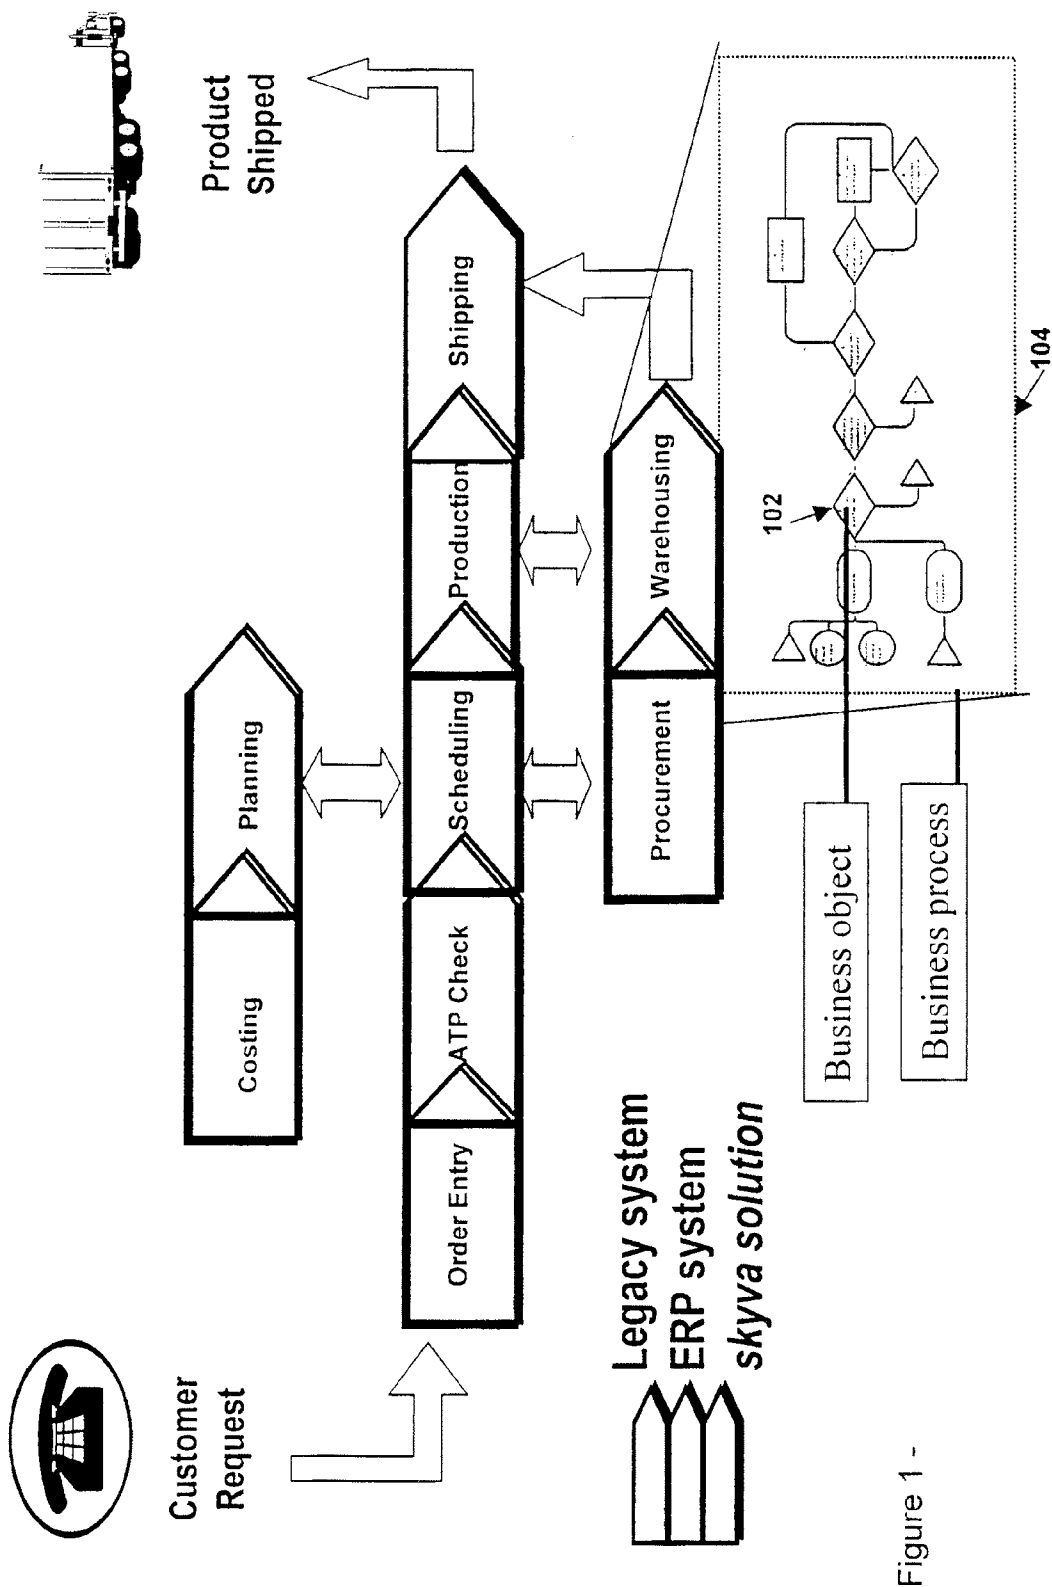 Customer
Request
Product
Shipped
Costing
Planning
Order Entry
ATP Check
Scheduling
Production
Shipping
Procurement
Warehousing
Legacy system
ERP system
skyva solution
102
104
Business object
Business process
Figure 1 -